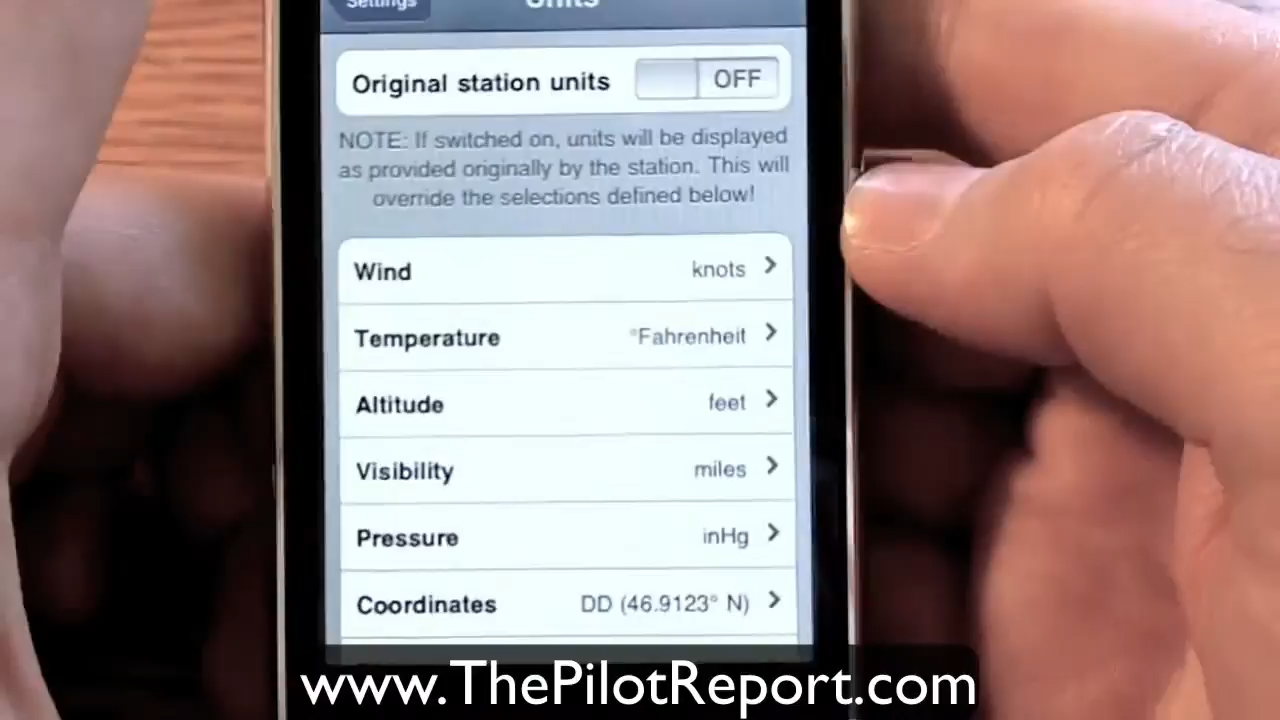 Settings
Units
Original station units OFF
NOTE: If switched on, units will be displayed
as provided originally by the station. This will
override the selections defined below!
Wind knots
Temperature °Fahrenheit
Altitude feet
Visibility miles
Pressure inHg
Coordinates DD (46.9123° N)
www.ThePilotReport.com